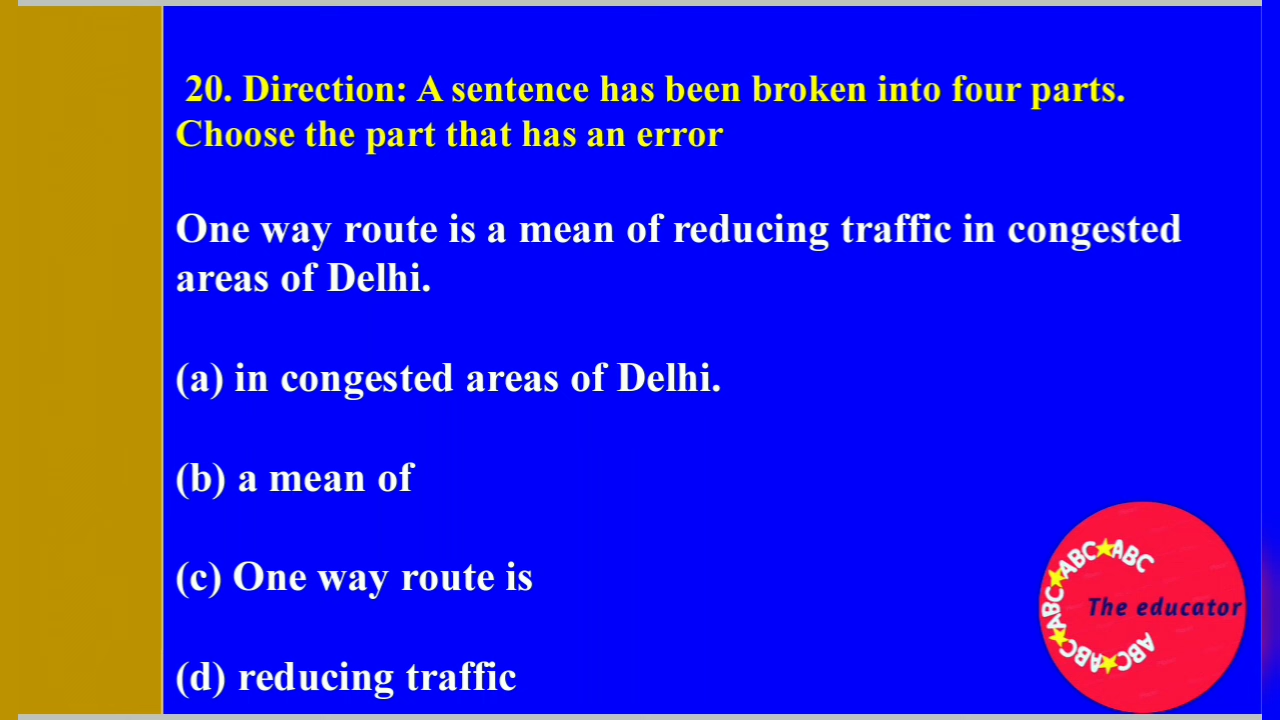 20. Direction: A sentence has been broken into four parts.
Choose the part that has an error
One way route is a mean of reducing traffic in congested
areas of Delhi.
(a) in congested areas of Delhi.
(b) a mean of
(c) One way route is
(d) reducing traffic
ABC★ABC★ABC★ABC
The educator
ABC★ABC